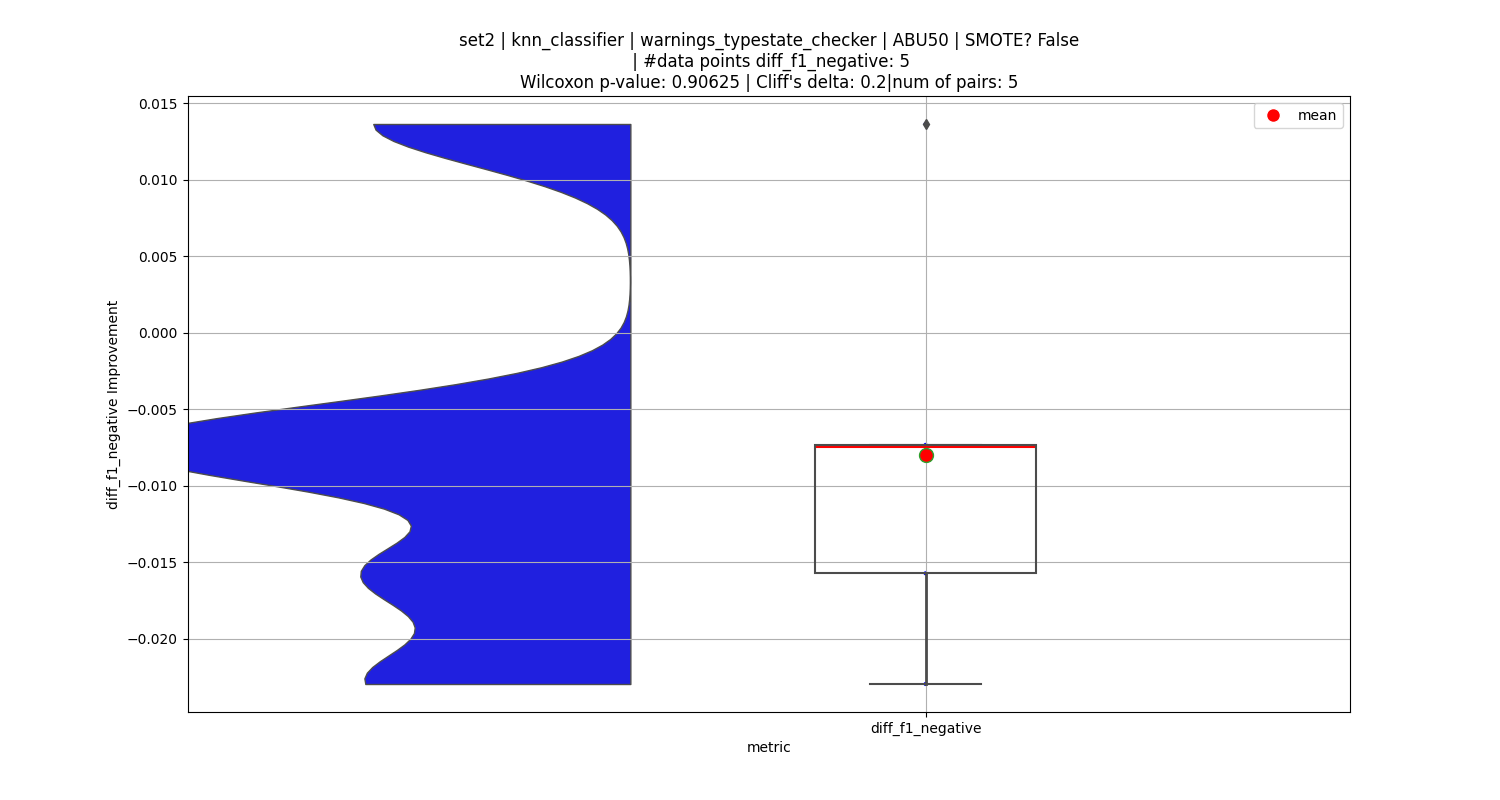 set2 | knn_classifier | warnings_typestate_checker | ABU50 | SMOTE? False
| #data points diff_f1_negative: 5
Wilcoxon p-value: 0.90625 | Cliff's delta: 0.2|num of pairs: 5
mean
0.015
0.010
0.005
0.000
−0.005
−0.010
−0.015
−0.020
diff_f1_negative Improvement
diff_f1_negative
metric